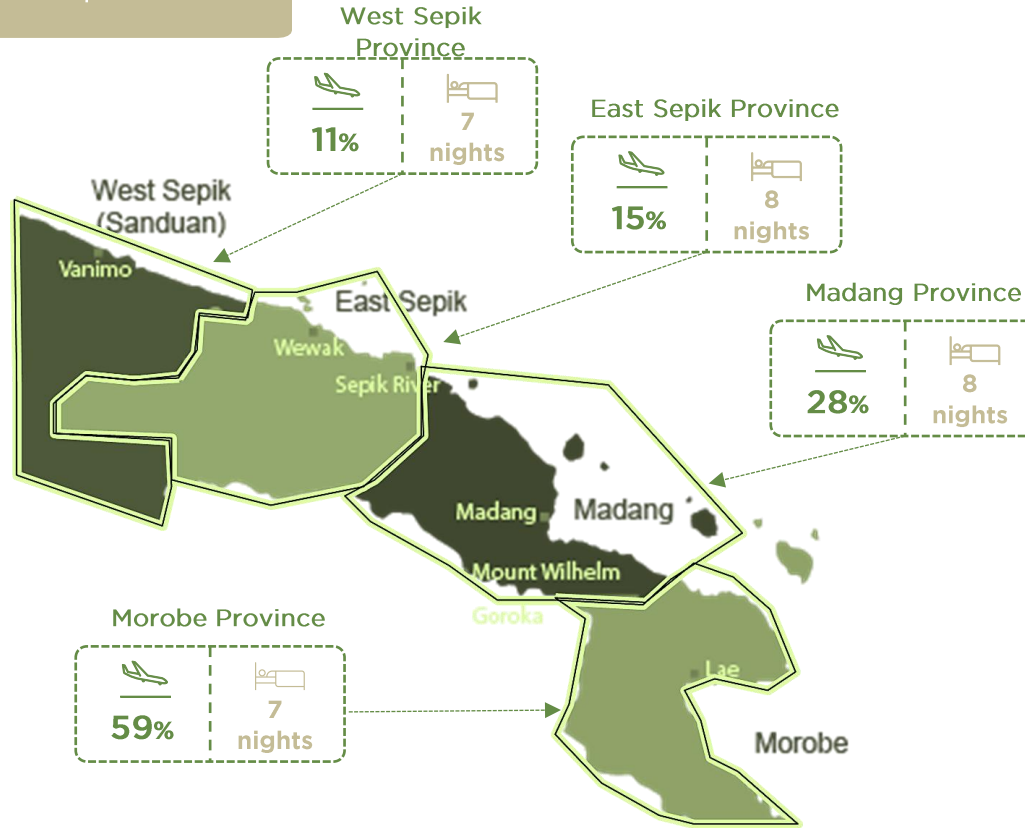 West Sepik
Province
11%
7
nights
East Sepik Province
15%
8
nights
West Sepik
(Sanduan)
Vanimo
East Sepik
Wewak
Sepik River
Madang Province
28%
8
nights
Madang
Madang
Mount Wilhelm
Goroka
Morobe Province
59%
7
nights
Lae
Morobe